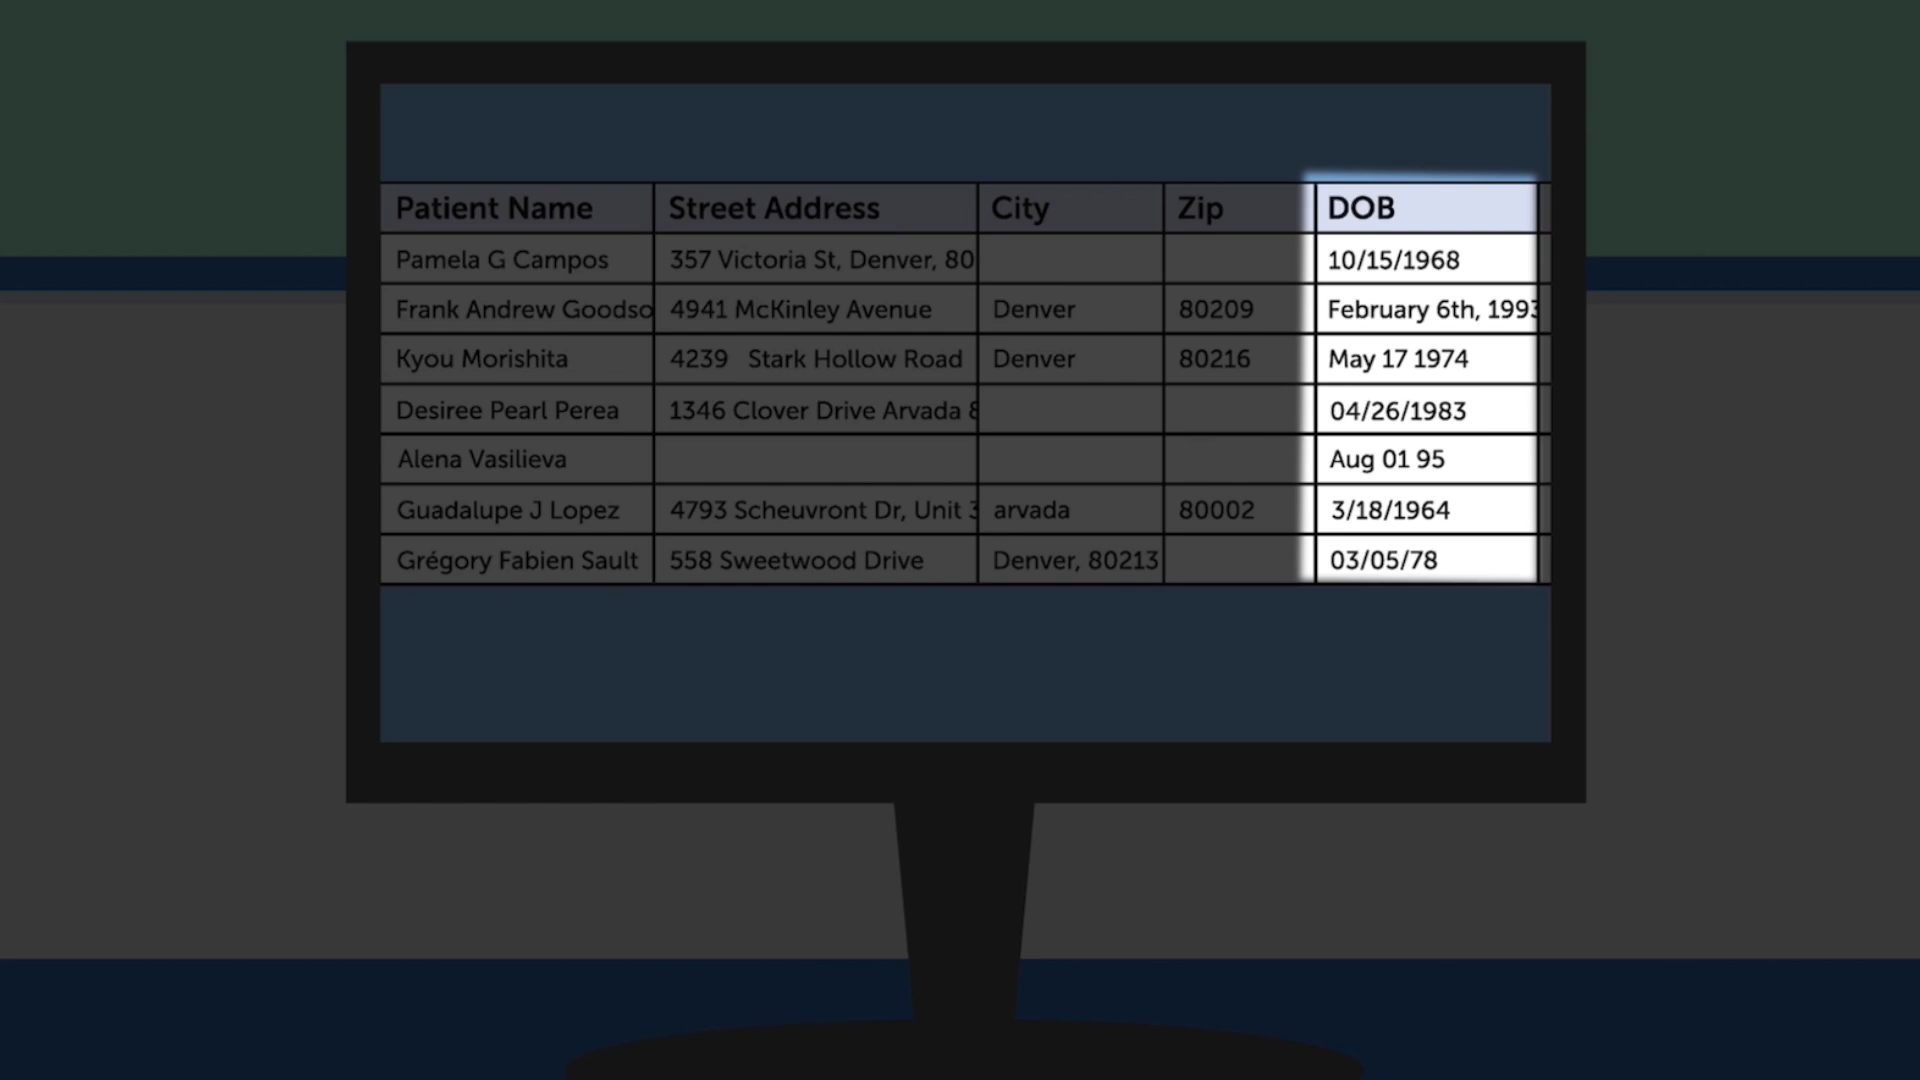 Patient Name Street Address City Zip DOB
Pamela G Campos 357 Victoria St, Denver, 80 10/15/1968
Frank Andrew Goodso 4941 McKinley Avenue Denver 80209 February 6th, 1993
Kyou Morishita 4239 Stark Hollow Road Denver 80216 May 17 1974
Desiree Pearl Perea 1346 Clover Drive Arvada 8 04/26/1983
Alena Vasilieva Aug 01 95
Guadalupe J Lopez 4793 Scheuvront Dr, Unit 3 arvada 80002 3/18/1964
Grégory Fabien Sault 558 Sweetwood Drive Denver, 80213 03/05/78